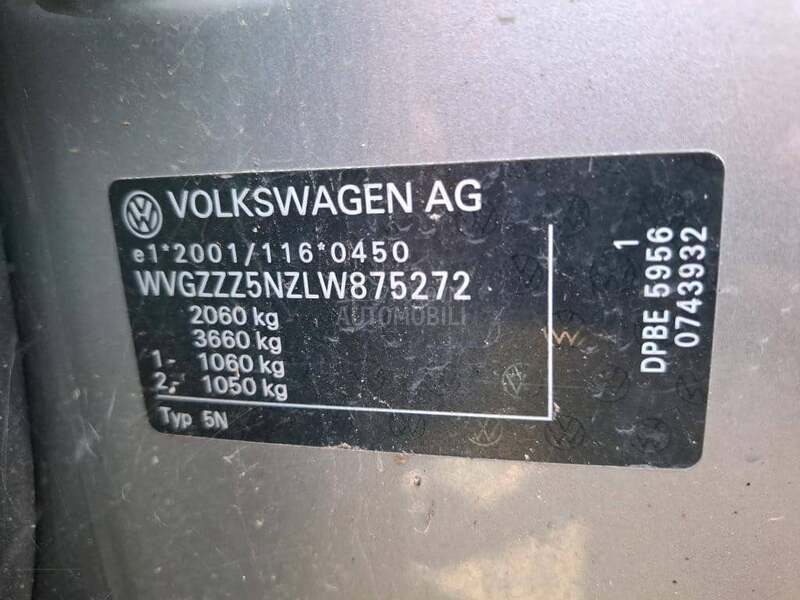 VOLKSWAGEN AG
e1*2001/116*0450
WVGZZZ5NZLW875272
2060 kg
AUTOMOBILI
3660 kg
1.- 1060 kg
2.- 1050 kg
Typ 5N
1
DPBE 5956
0743932